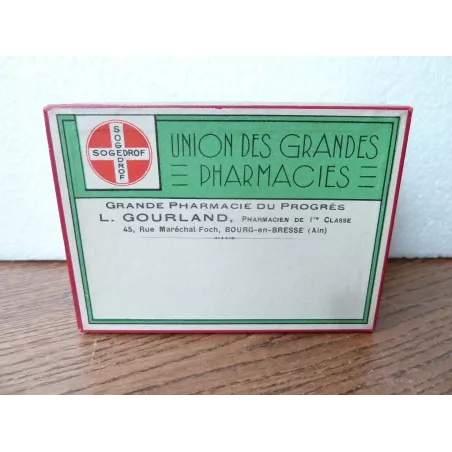 SOGEDROF
SOGEDROF
UNION DES GRANDES
PHARMACIES
GRANDE PHARMACIE DU PROGRÈS
L. GOURLAND, PHARMACIEN DE 1re CLASSE
45, Rue Maréchal-Foch, BOURG-en-BRESSE (Ain)